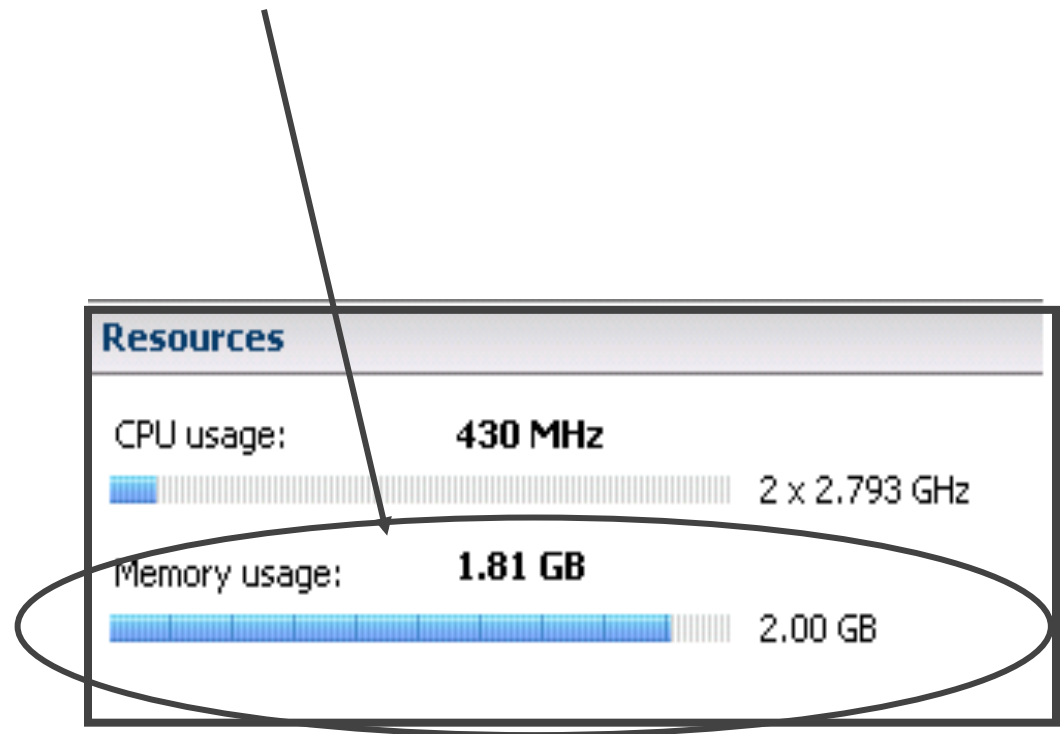 Resources
CPU usage: 430 MHz
2 x 2.793 GHz
Memory usage: 1.81 GB
2.00 GB